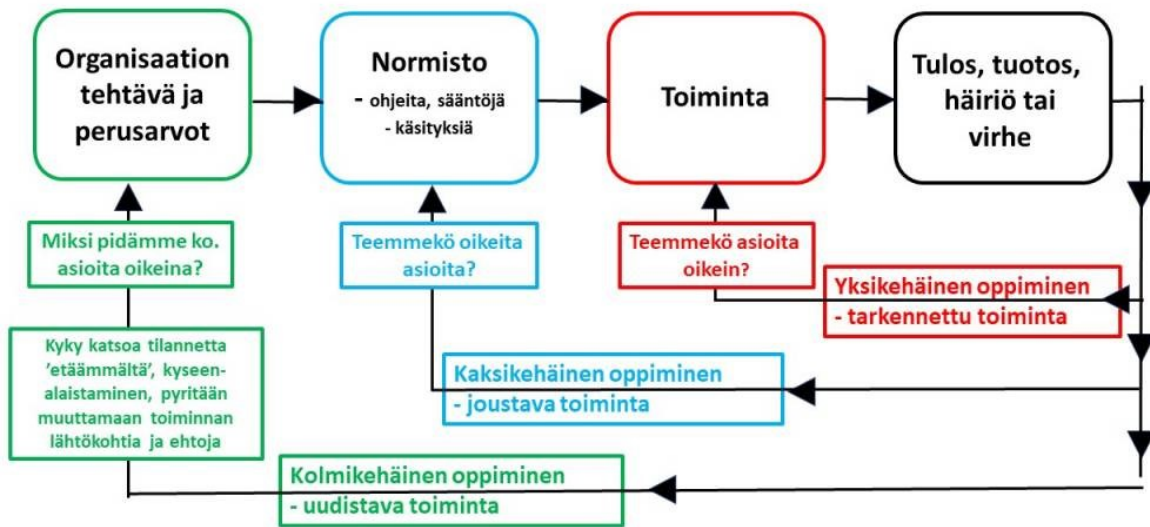 Organisaation
tehtävä ja
perusarvot
Normisto
- ohjeita, sääntöjä
- käsityksiä
Toiminta
Tulos, tuotos,
häiriö tai
virhe
Miksi pidämme ko.
asioita oikeina?
Teemmekö oikeita
asioita?
Teemmekö asioita
oikein?
Yksikehäinen oppiminen
- tarkennettu toiminta
Kyky katsoa tilannetta
’etäämmältä’, kyseen-
alaistaminen, pyritään
muuttamaan toiminnan
lähtökohtia ja ehtoja
Kaksikehäinen oppiminen
- joustava toiminta
Kolmikehäinen oppiminen
- uudistava toiminta